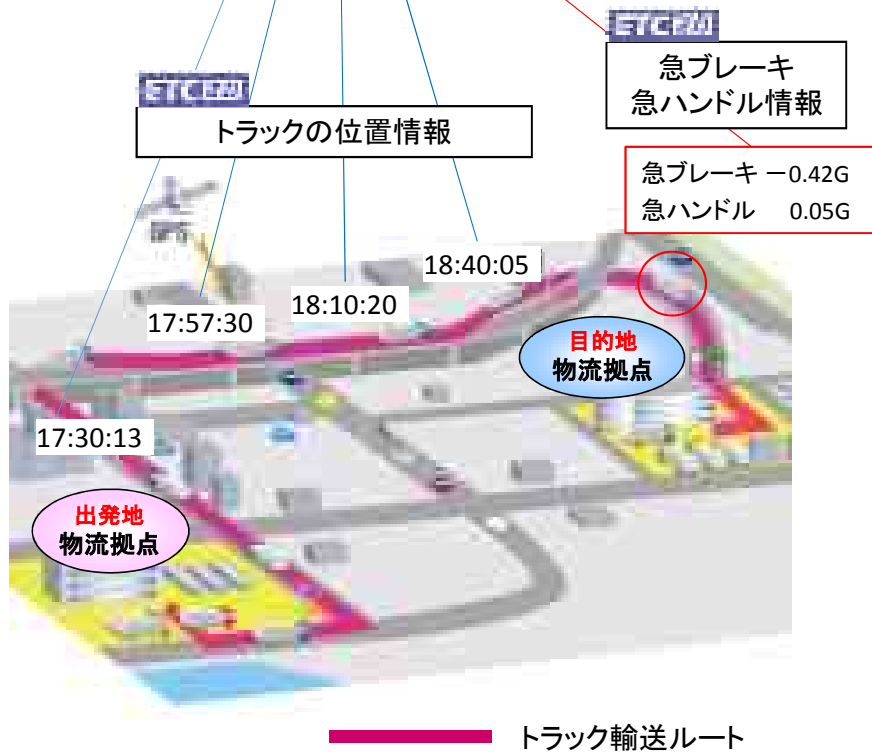 ETC2.0
急ブレーキ
急ハンドル情報
ETC2.0
トラックの位置情報
急ブレーキ －0.42G
急ハンドル 0.05G
GPS
18:40:05
18:10:20
17:57:30
目的地
物流拠点
17:30:13
出発地
物流拠点
トラック輸送ルート